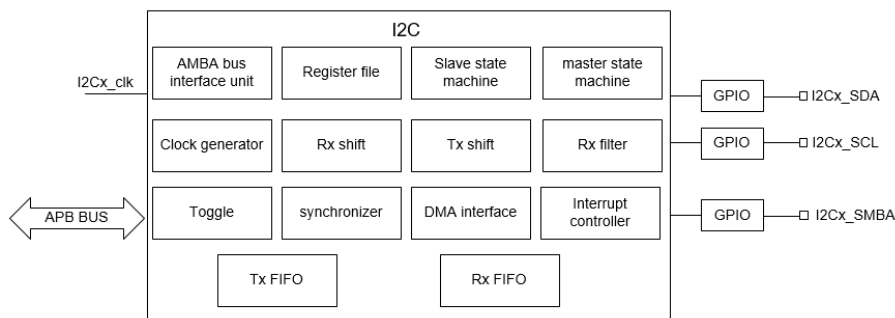 I2C
I2Cx_clk
AMBA bus
interface unit
Register file
Slave state
machine
master state
machine
GPIO
I2Cx_SDA
Clock generator
Rx shift
Tx shift
Rx filter
GPIO
I2Cx_SCL
APB BUS
Toggle
synchronizer
DMA interface
Interrupt
controller
GPIO
I2Cx_SMBA
Tx FIFO
Rx FIFO